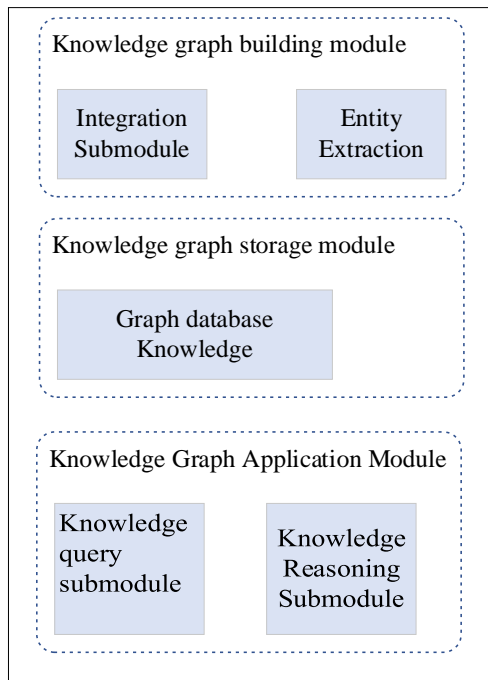 Knowledge graph building module
Integration
Submodule
Entity
Extraction
Knowledge graph storage module
Graph database
Knowledge
Knowledge Graph Application Module
Knowledge
query
submodule
Knowledge
Reasoning
Submodule